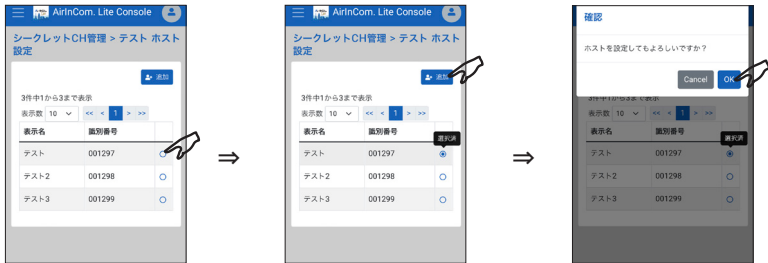 AirInCom. Lite Console
シークレットCH管理 > テスト ホスト
設定
追加
3件中1から3まで表示
表示数 10 << < 1 > >>
表示名 識別番号
テスト 001297
テスト2 001298
テスト3 001299
⇒
AirInCom. Lite Console
シークレットCH管理 > テスト ホスト
設定
追加
3件中1から3まで表示
表示数 10 << < 1 > >>
表示名 識別番号
選択済
テスト 001297
テスト2 001298
テスト3 001299
⇒
確認
ホストを設定してもよろしいですか？
Cancel OK
3件中1から3まで表示
表示数 10 << < 1 > >>
表示名 識別番号
選択済
テスト 001297
テスト2 001298
テスト3 001299